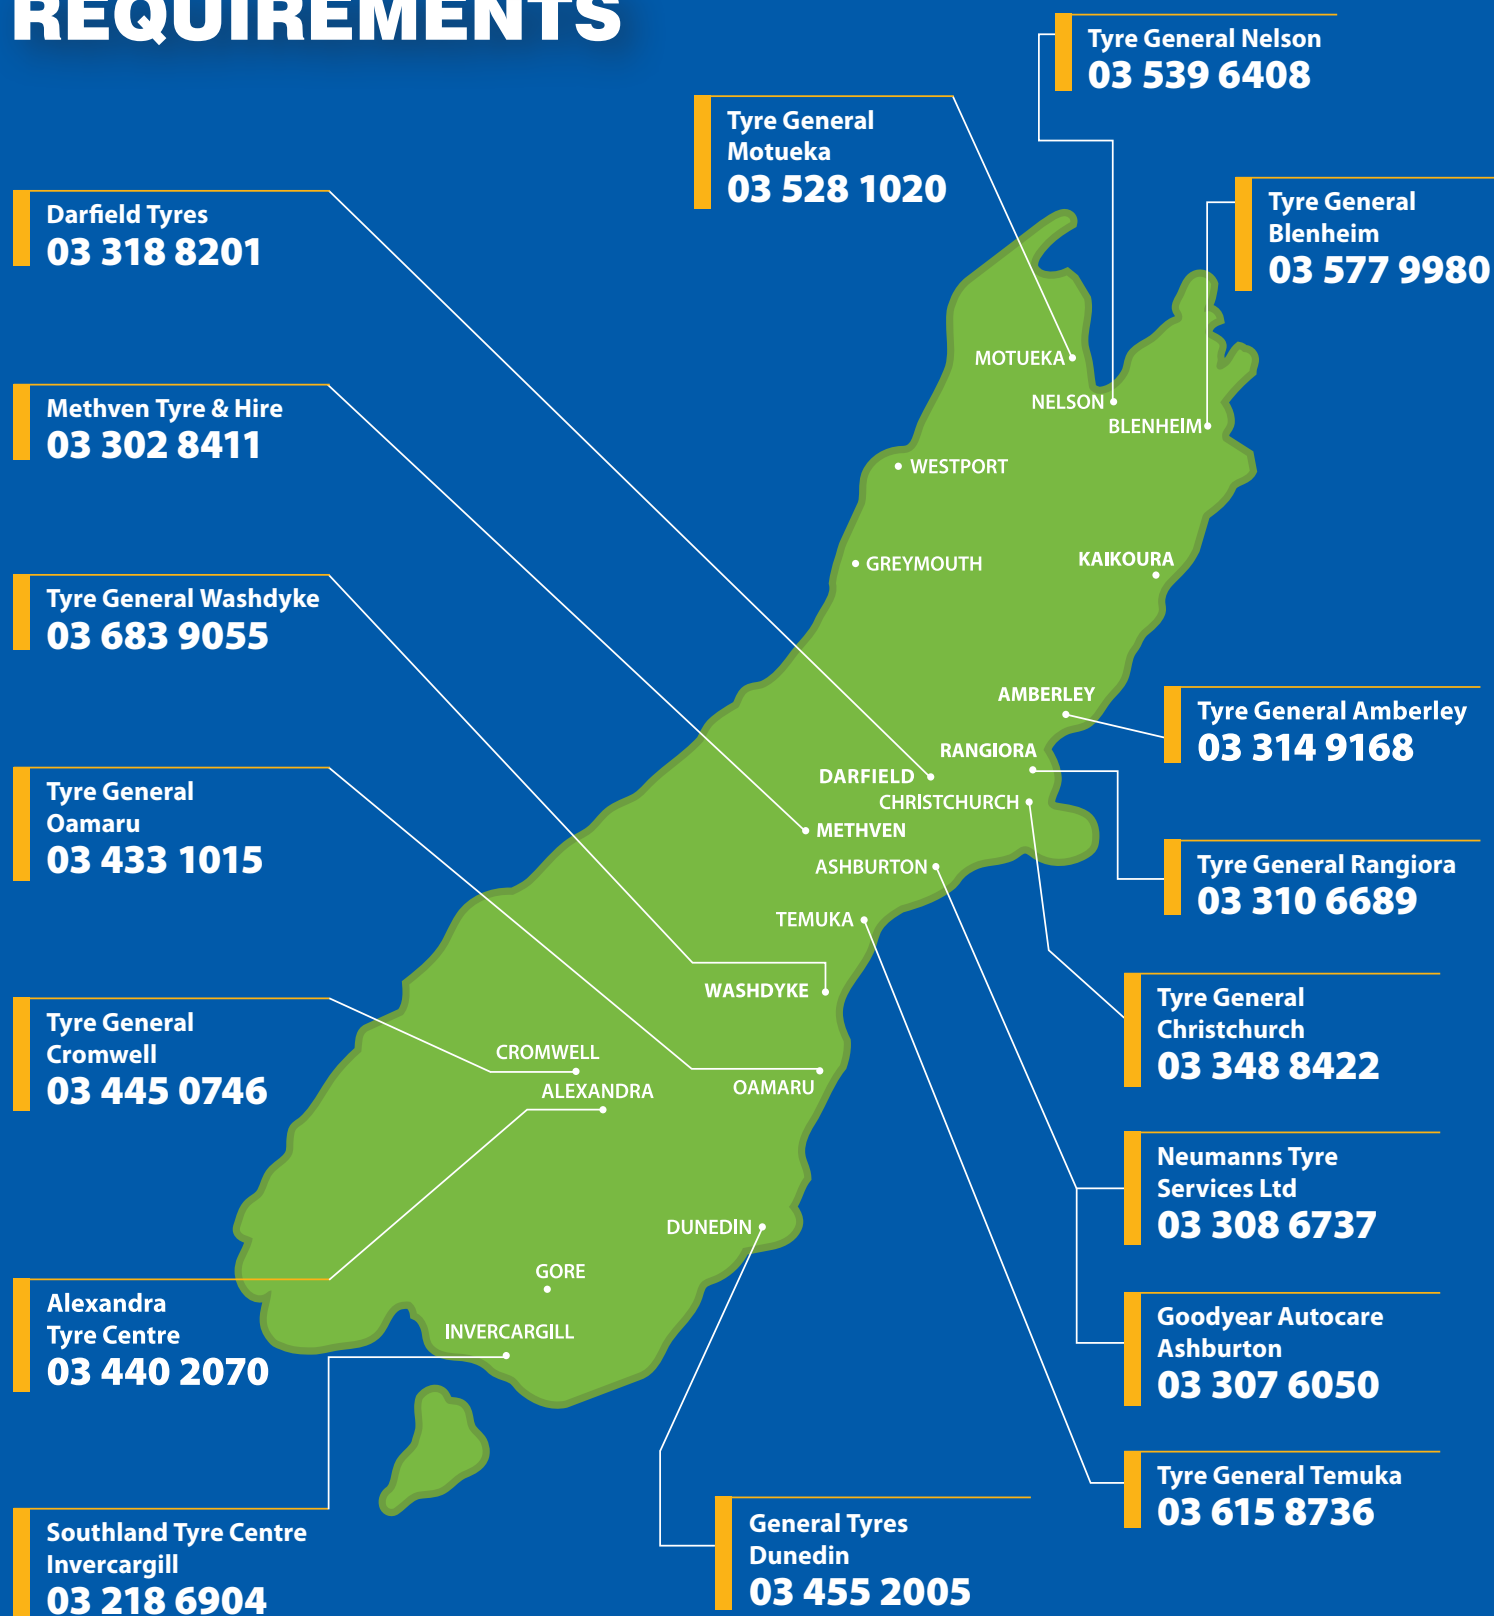 REQUIREMENTS
Tyre General Nelson
03 539 6408
Tyre General
Motueka
03 528 1020
Tyre General
Blenheim
03 577 9980
Darfield Tyres
03 318 8201
Methven Tyre & Hire
03 302 8411
Tyre General Washdyke
03 683 9055
Tyre General
Oamaru
03 433 1015
Tyre General
Cromwell
03 445 0746
Alexandra
Tyre Centre
03 440 2070
Southland Tyre Centre
Invercargill
03 218 6904
MOTUEKA
NELSON
BLENHEIM
WESTPORT
GREYMOUTH
KAIKOURA
AMBERLEY
RANGIORA
DARFIELD
CHRISTCHURCH
METHVEN
ASHBURTON
TEMUKA
WASHDYKE
CROMWELL
ALEXANDRA
OAMARU
DUNEDIN
GORE
INVERCARGILL
Tyre General Amberley
03 314 9168
Tyre General Rangiora
03 310 6689
Tyre General
Christchurch
03 348 8422
Neumanns Tyre
Services Ltd
03 308 6737
Goodyear Autocare
Ashburton
03 307 6050
Tyre General Temuka
03 615 8736
General Tyres
Dunedin
03 455 2005